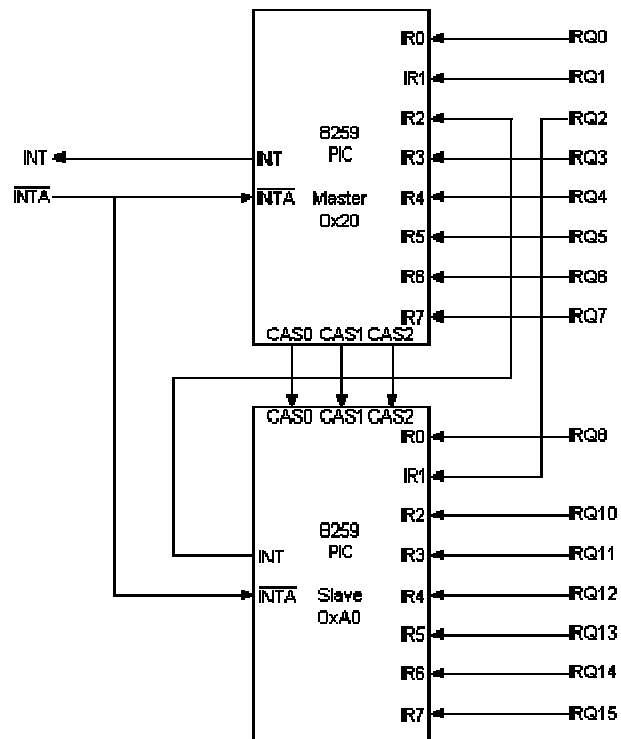 IR0 IRQ0
IR1 IRQ1
IR2 IRQ2
8259
PIC
INT INT IR3 IRQ3
INTA INTA Master IR4 IRQ4
0x20
IR5 IRQ5
IR6 IRQ6
IR7 IRQ7
CAS0 CAS1 CAS2
CAS0 CAS1 CAS2
IR0 IRQ8
IR1
IR2 IRQ10
8259
PIC
INT IR3 IRQ11
INTA Slave IR4 IRQ12
0xA0
IR5 IRQ13
IR6 IRQ14
IR7 IRQ15